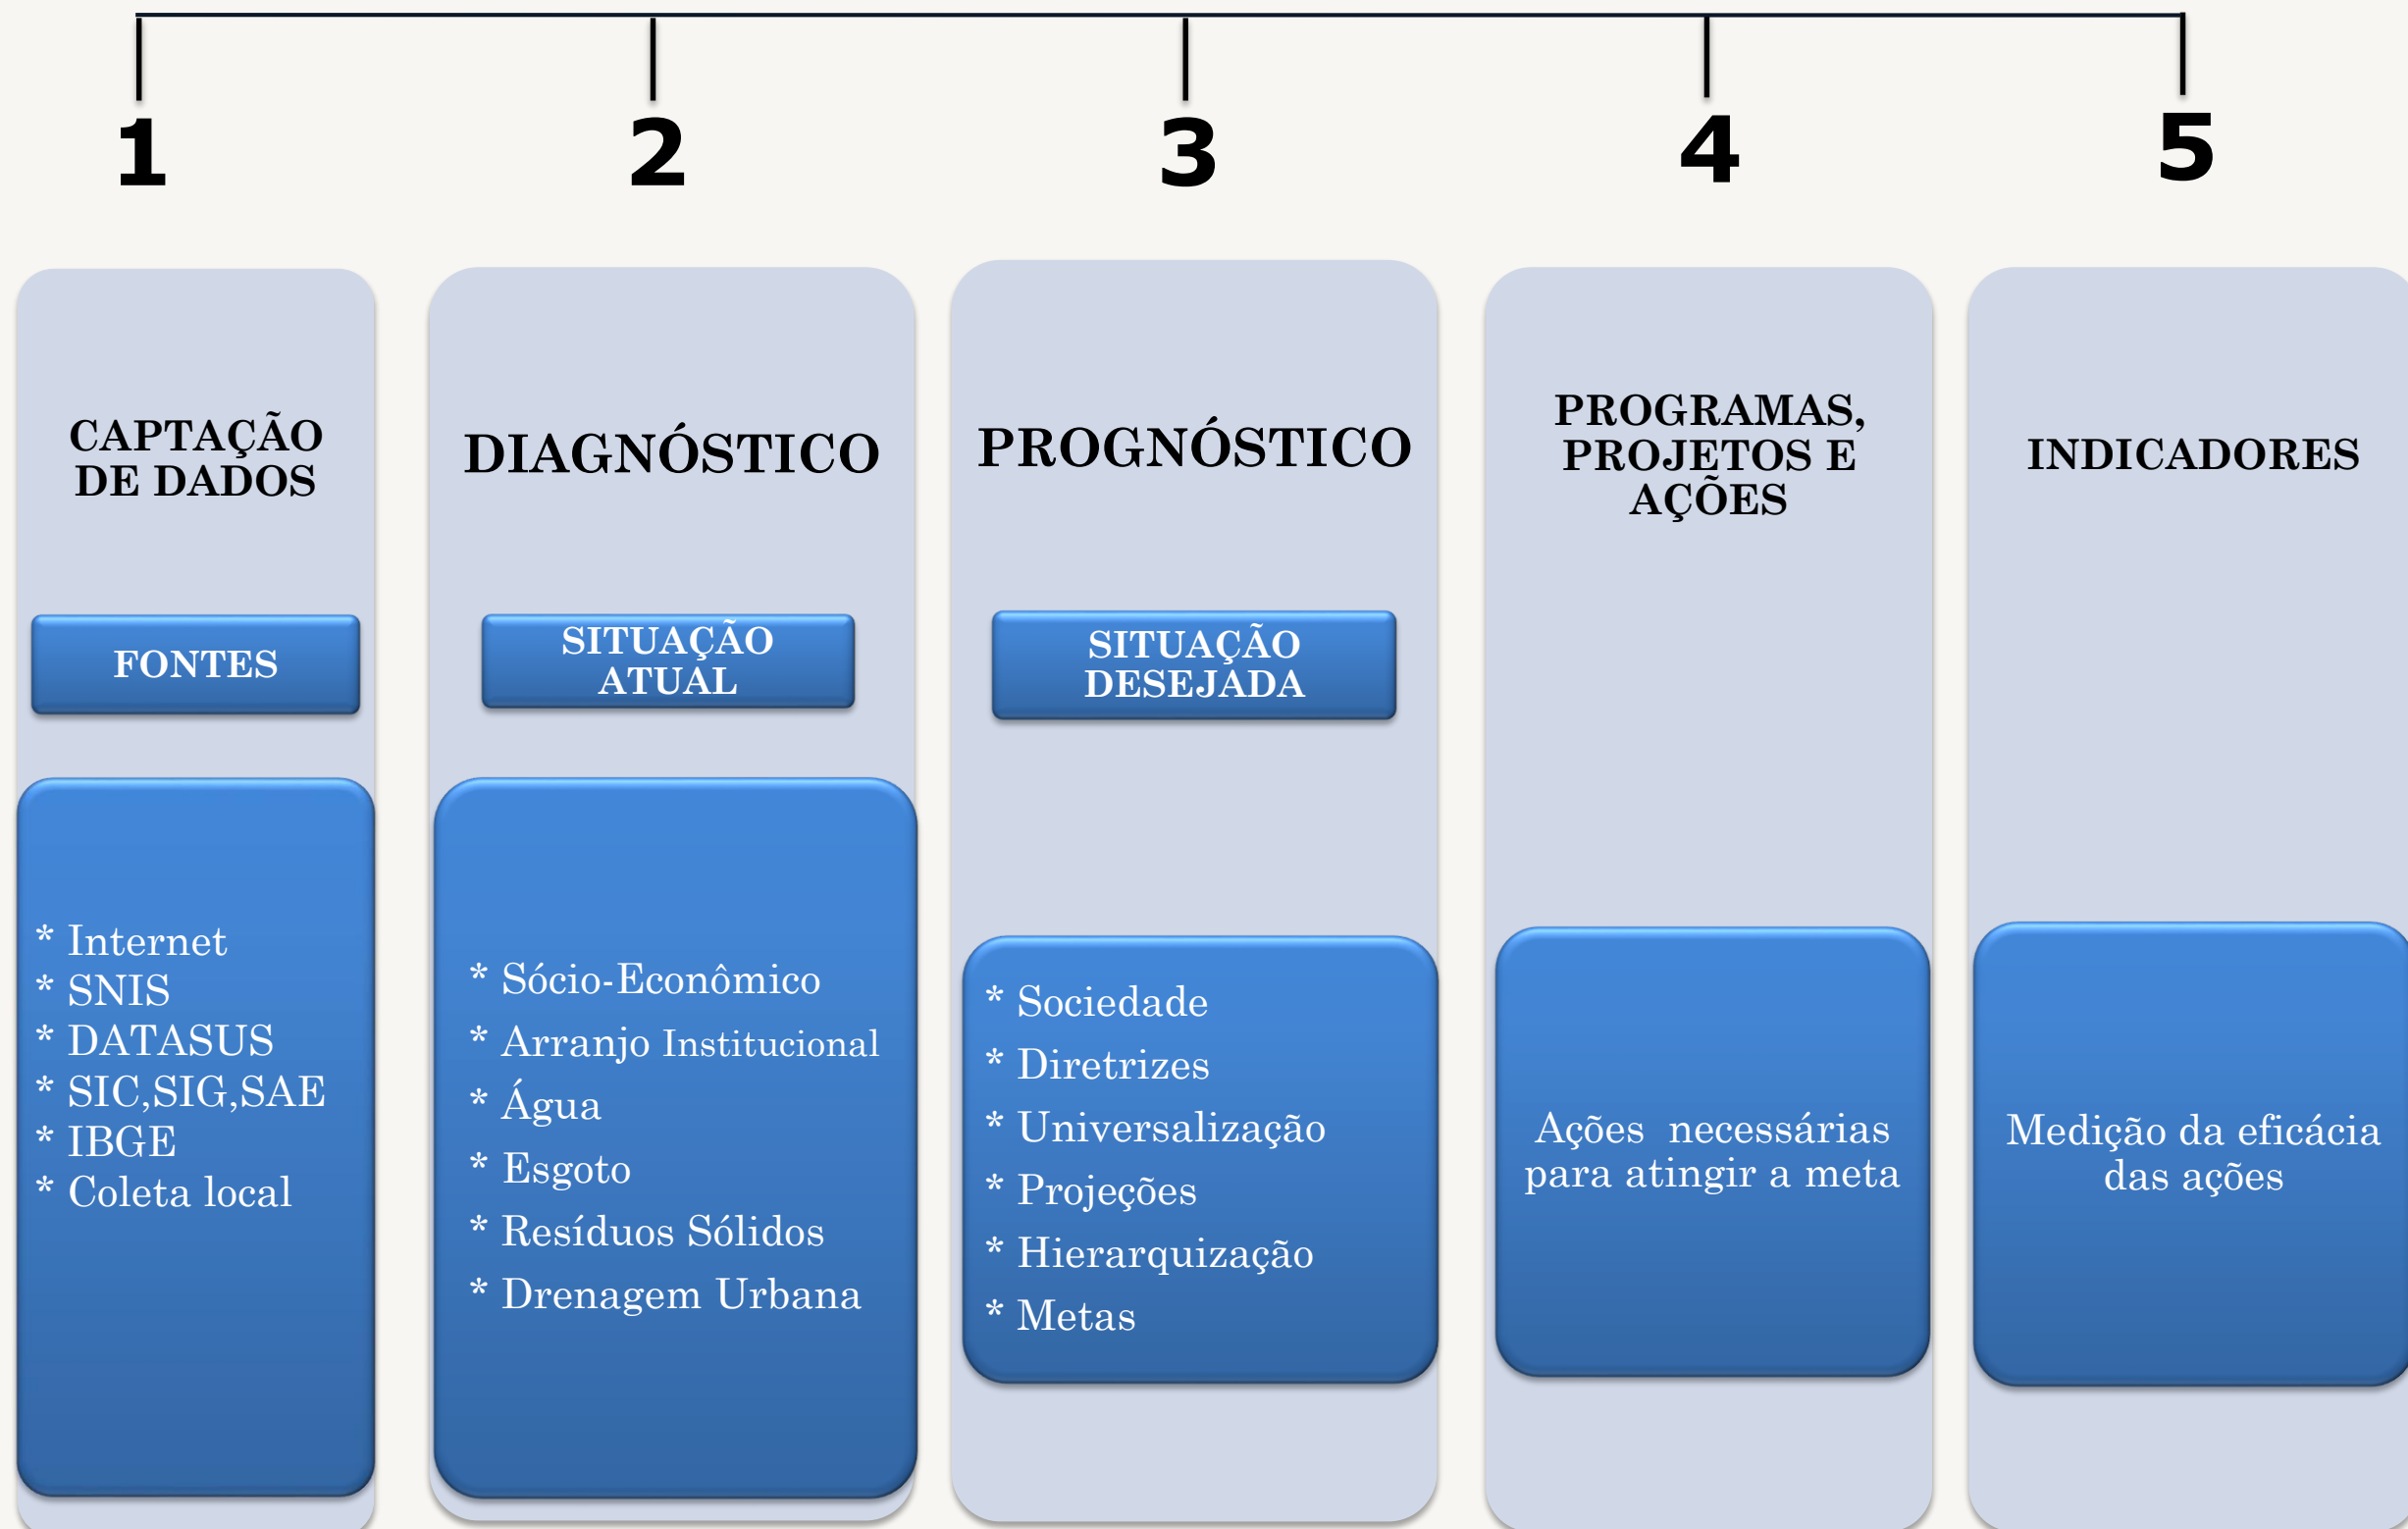 1
2
3
4
5
CAPTAÇÃO
DE DADOS
FONTES
* Internet
* SNIS
* DATASUS
* SIC,SIG,SAE
* IBGE
* Coleta local
DIAGNÓSTICO
SITUAÇÃO
ATUAL
* Sócio-Econômico
* Arranjo Institucional
* Água
* Esgoto
* Resíduos Sólidos
* Drenagem Urbana
PROGNÓSTICO
SITUAÇÃO
DESEJADA
* Sociedade
* Diretrizes
* Universalização
* Projeções
* Hierarquização
* Metas
PROGRAMAS,
PROJETOS E
AÇÕES
Ações  necessárias
para atingir a meta
INDICADORES
Medição da eficácia
das ações